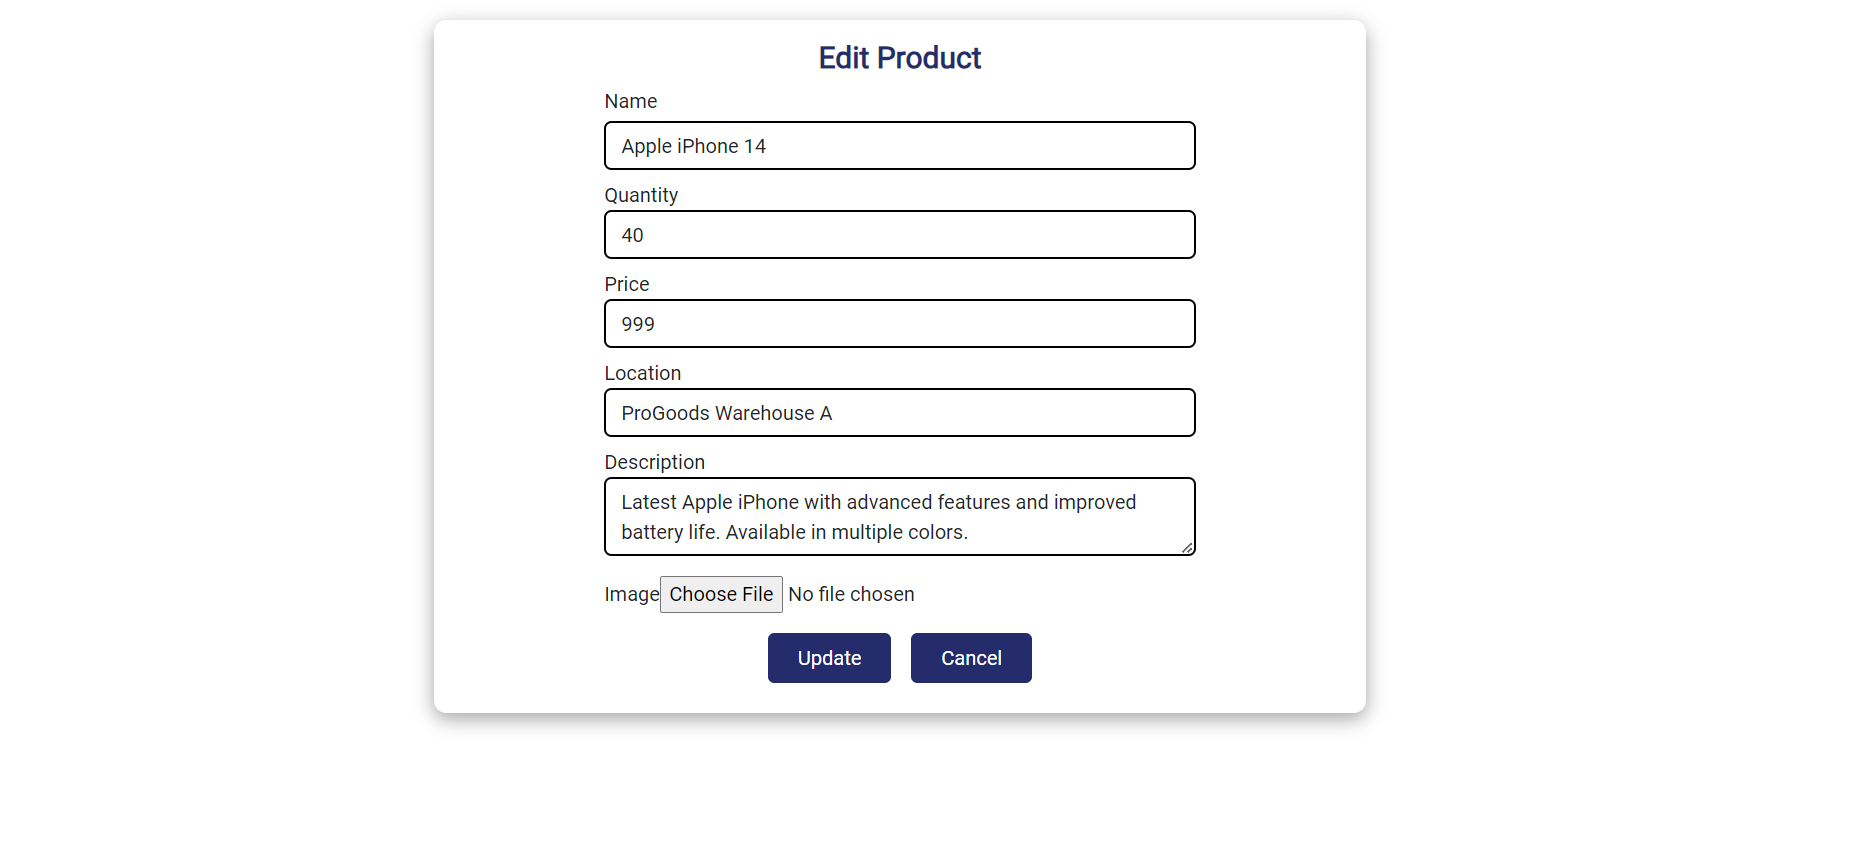 Edit Product
Name
Apple iPhone 14
Quantity
40
Price
999
Location
ProGoods Warehouse A
Description
Latest Apple iPhone with advanced features and improved
battery life. Available in multiple colors.
Image Choose File No file chosen
Update Cancel